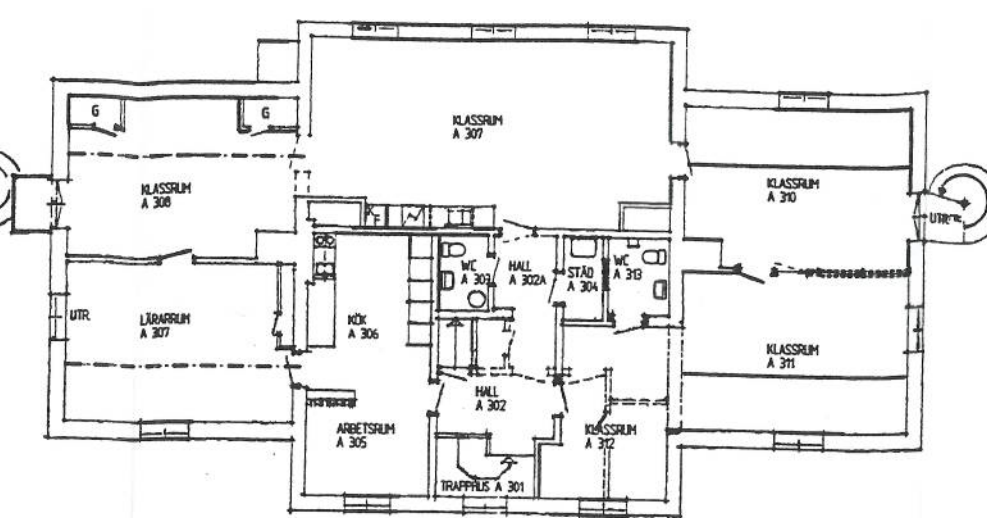 G
G
KLASSRUM
A 307
KLASSRUM
A 308
KLASSRUM
A 310
UTR
WC
A 303
HALL
A 302A
STÄD
A 304
WC
A 313
UTR.
LÄRARRUM
A 307
KÖK
A 306
KLASSRUM
A 311
HALL
A 302
ARBETSRUM
A 305
KLASSRUM
A 312
TRAPPHUS A 301